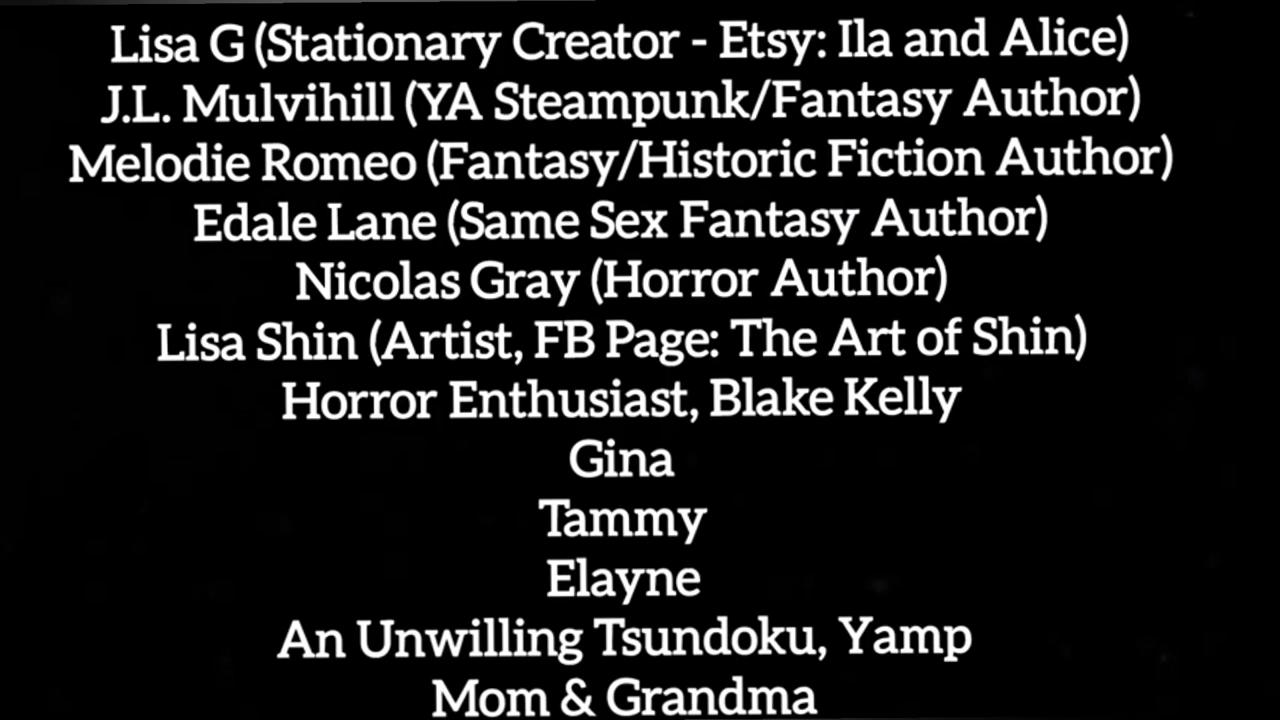 Lisa G (Stationary Creator - Etsy: Ila and Alice)
J.L. Mulvihill (YA Steampunk/Fantasy Author)
Melodie Romeo (Fantasy/Historic Fiction Author)
Edale Lane (Same Sex Fantasy Author)
Nicolas Gray (Horror Author)
Lisa Shin (Artist, FB Page: The Art of Shin)
Horror Enthusiast, Blake Kelly
Gina
Tammy
Elayne
An Unwilling Tsundoku, Yamp
Mom & Grandma